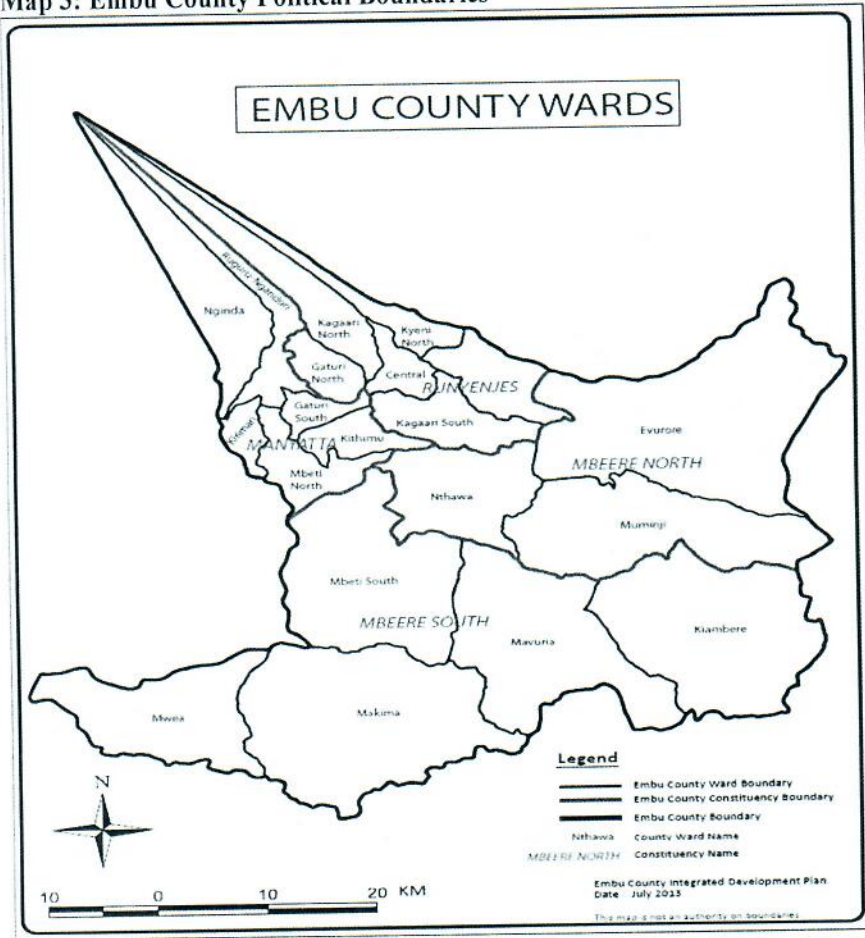 Map 3: Embu County Political Boundaries
EMBU COUNTY WARDS
Nginda
Ruguru Ngandori
Kagaari
North
Kyeni
North
Gaturi
North
Central
RUNYENJES
Gaturi
South
Kagaari South
Kirimari
MANYATTA
Kithimu
Evurore
MBEERE NORTH
Mbeti
North
Nthawa
Muminji
Mbeti South
MBEERE SOUTH
Mavuria
Kiambere
Mwea
Makima
Legend
Embu County Ward Boundary
Embu County Constituency Boundary
Embu County Boundary
Nthawa County Ward Name
MBEERE NORTH Constituency Name
N
10 0 10 20 KM
Embu County Integrated Development Plan
Date July 2013
This map is not an authority on boundaries